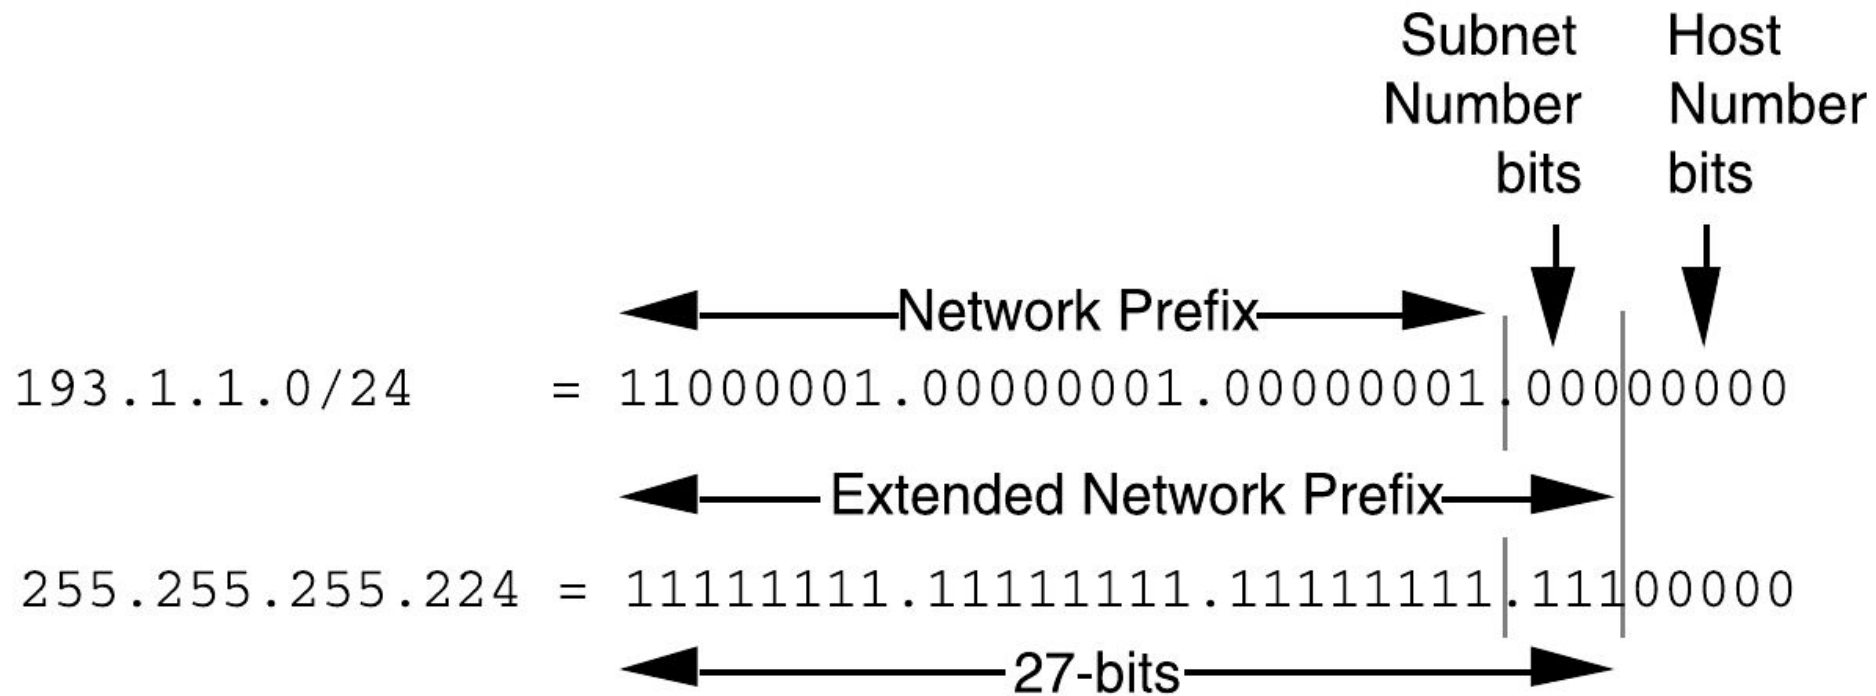 Subnet
Number
bits
Host
Number
bits
Network Prefix
193.1.1.0/24 = 11000001.00000001.00000001.00000000
Extended Network Prefix
255.255.255.224 = 11111111.11111111.11111111.11100000
27-bits